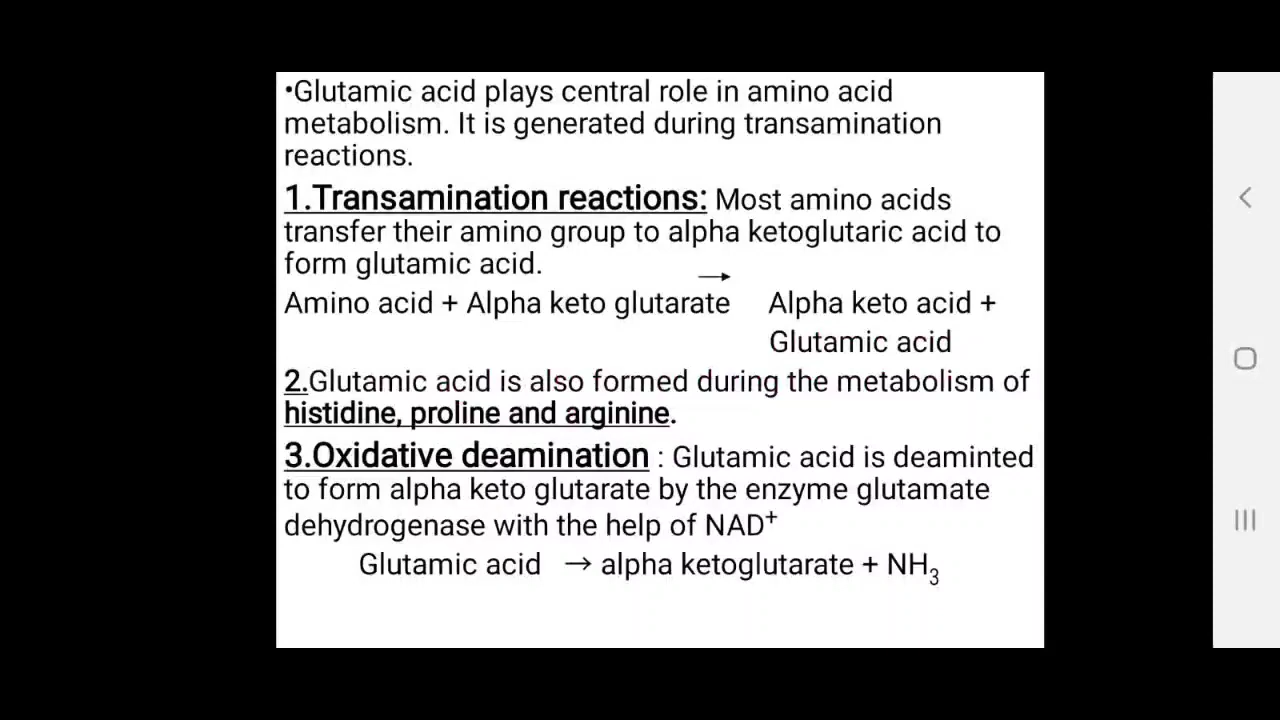 •Glutamic acid plays central role in amino acid
metabolism. It is generated during transamination
reactions.
1.Transamination reactions: Most amino acids
transfer their amino group to alpha ketoglutaric acid to
form glutamic acid.
Amino acid + Alpha keto glutarate → Alpha keto acid +
Glutamic acid
2.Glutamic acid is also formed during the metabolism of
histidine, proline and arginine.
3.Oxidative deamination : Glutamic acid is deaminted
to form alpha keto glutarate by the enzyme glutamate
dehydrogenase with the help of NAD⁺
Glutamic acid → alpha ketoglutarate + NH₃